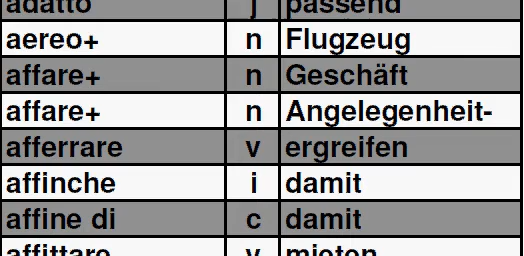 adatto j passend
aereo+ n Flugzeug
affare+ n Geschäft
affare+ n Angelegenheit-
afferrare v ergreifen
affinche i damit
affine di c damit
affittare v mieten